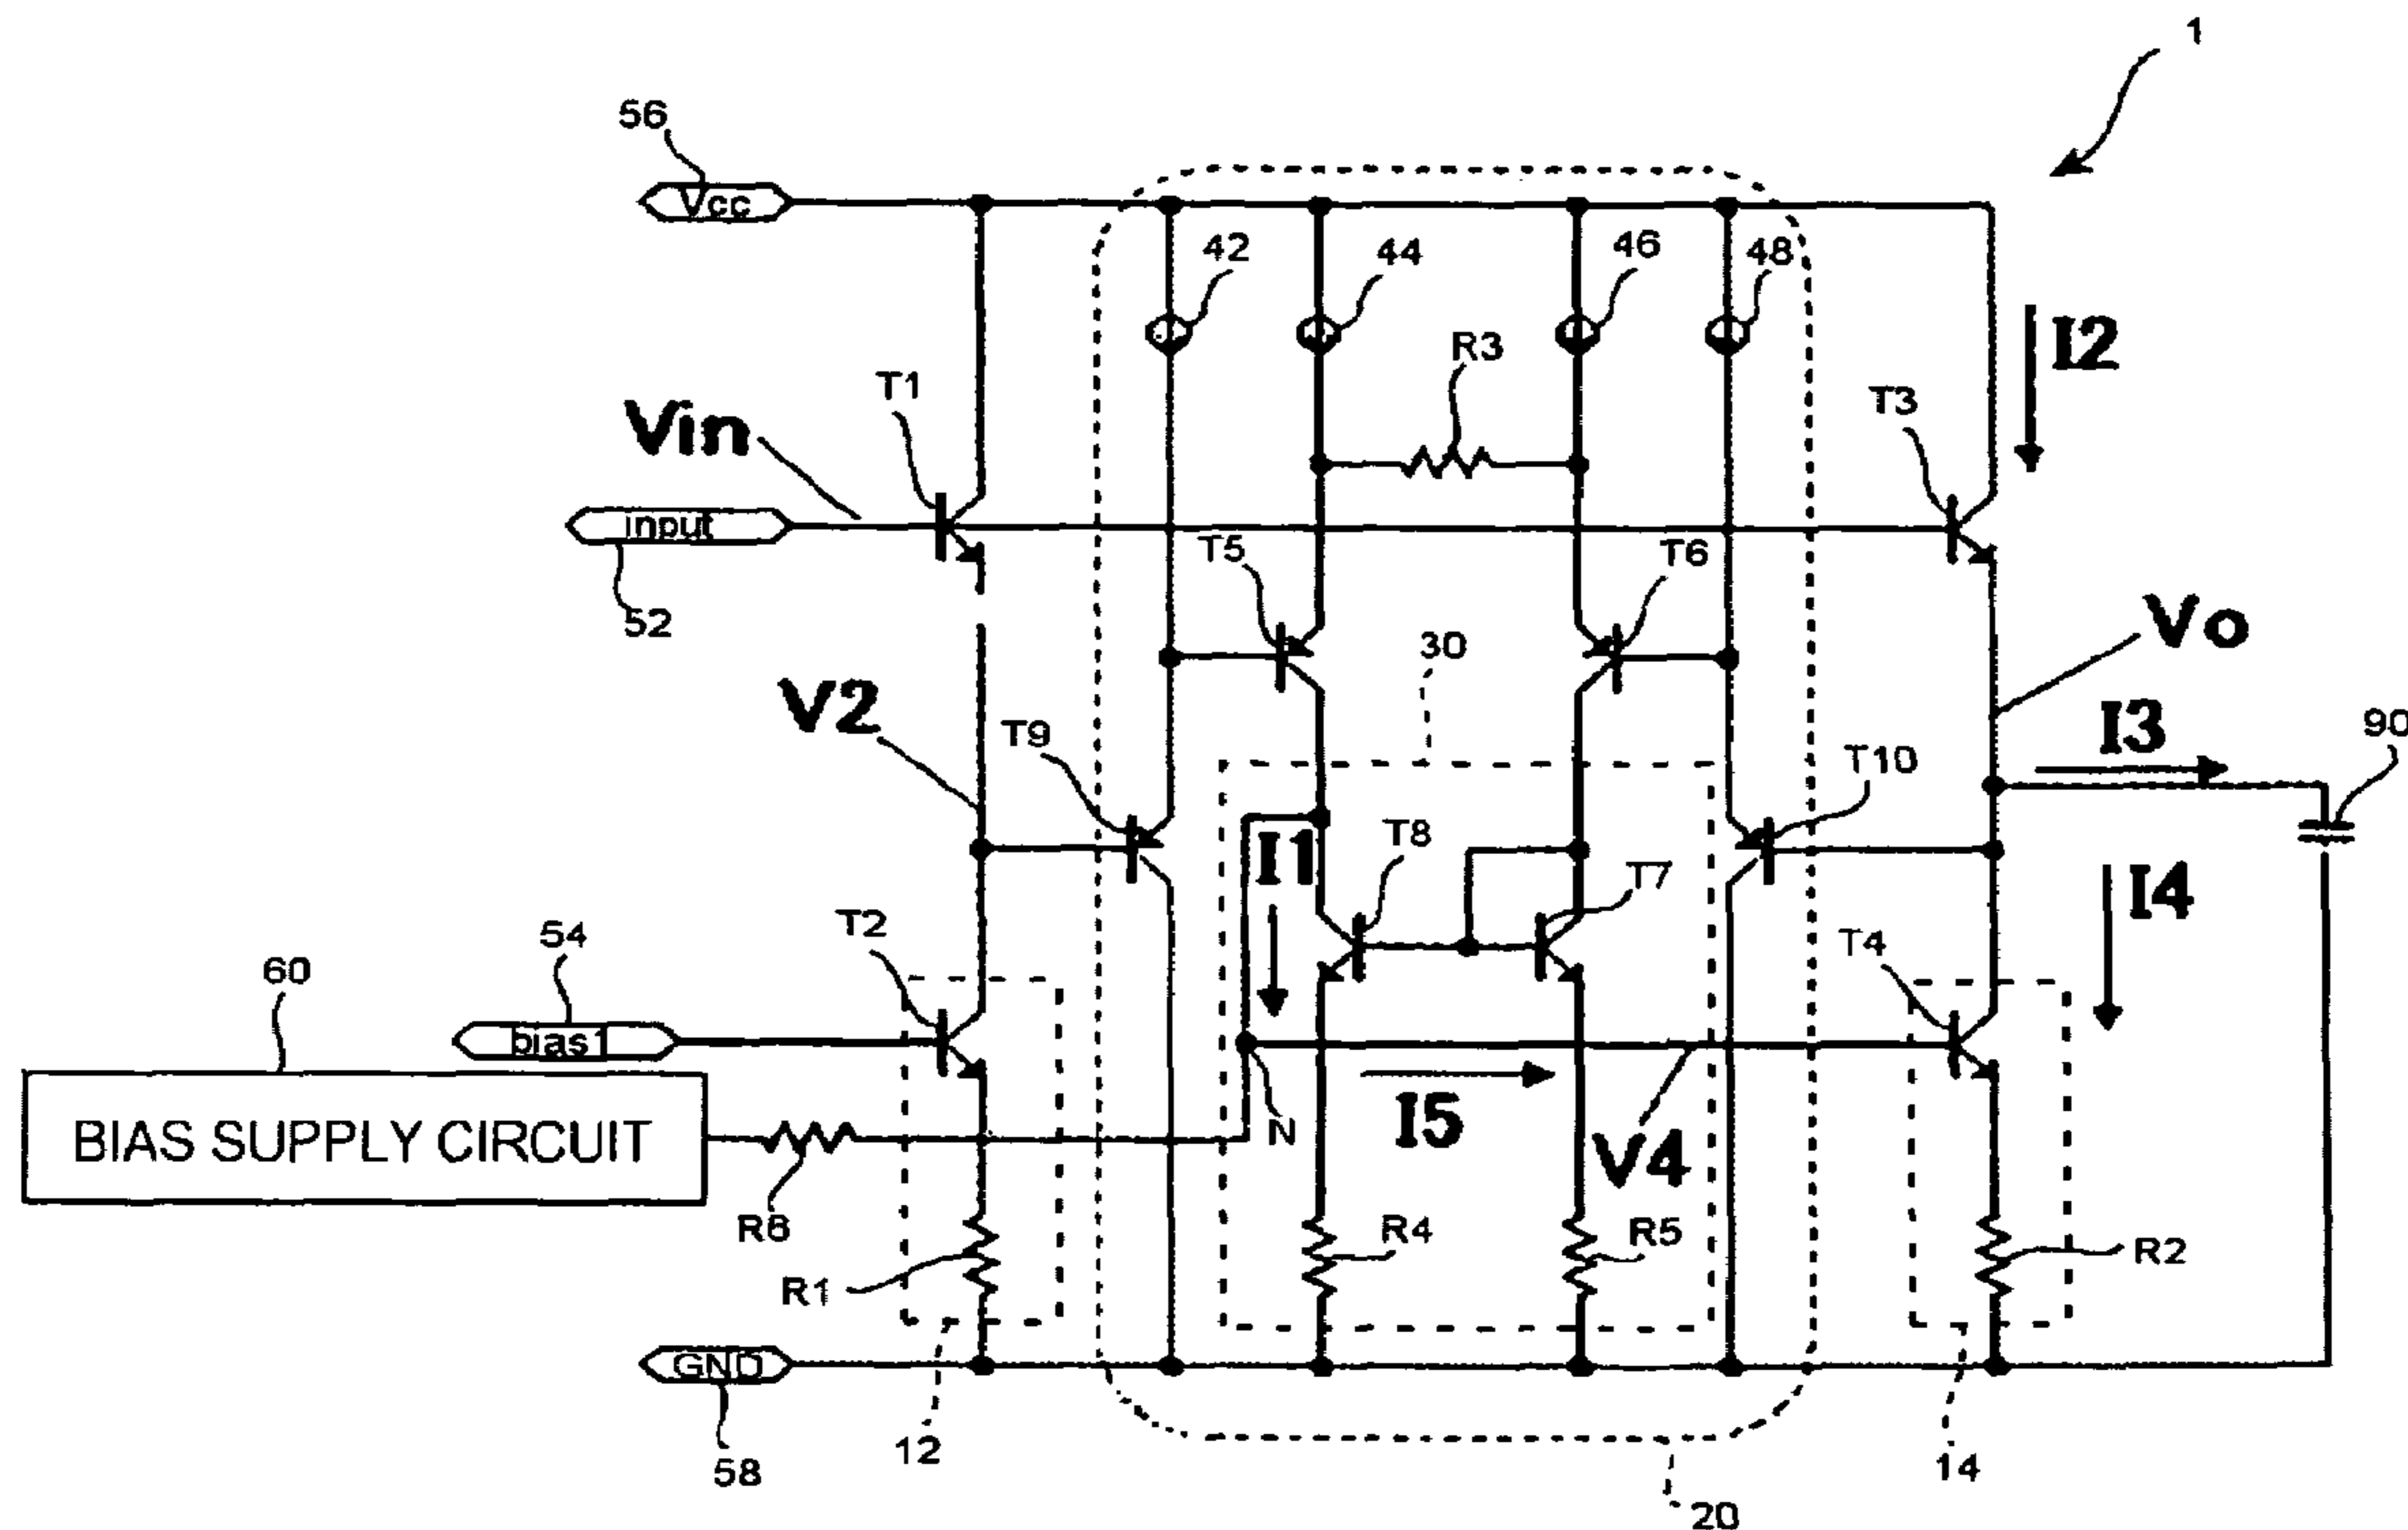 1
56
Vcc
42
44
46
48
I2
R3
T1
T3
Vin
input
52
T5
T6
30
Vo
V2
T9
I3
90
T10
I1
T8
T7
I4
T2
T4
54
60
bias1
N
I5
V4
BIAS SUPPLY CIRCUIT
R6
R4
R5
R2
R1
GND
58
12
14
20